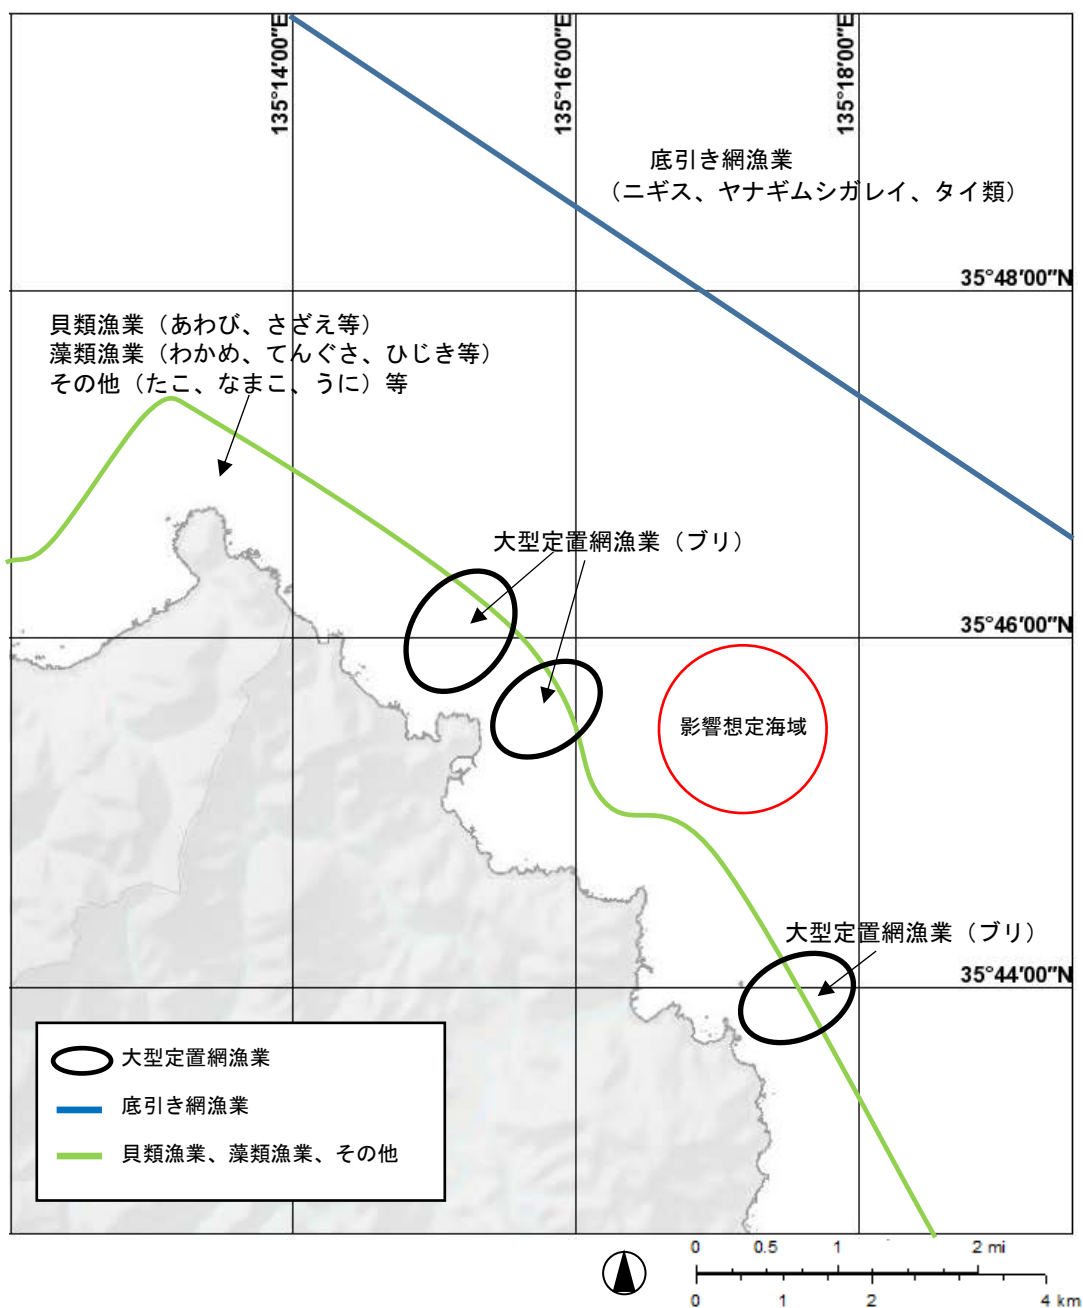 135°14′00″E
135°16′00″E
135°18′00″E
底引き網漁業
（ニギス、ヤナギムシガレイ、タイ類）
35°48′00″N
貝類漁業（あわび、さざえ等）
藻類漁業（わかめ、てんぐさ、ひじき等）
その他（たこ、なまこ、うに）等
大型定置網漁業（ブリ）
35°46′00″N
影響想定海域
大型定置網漁業（ブリ）
35°44′00″N
大型定置網漁業
底引き網漁業
貝類漁業、藻類漁業、その他
0 0.5 1 2 mi
0 1 2 4 km